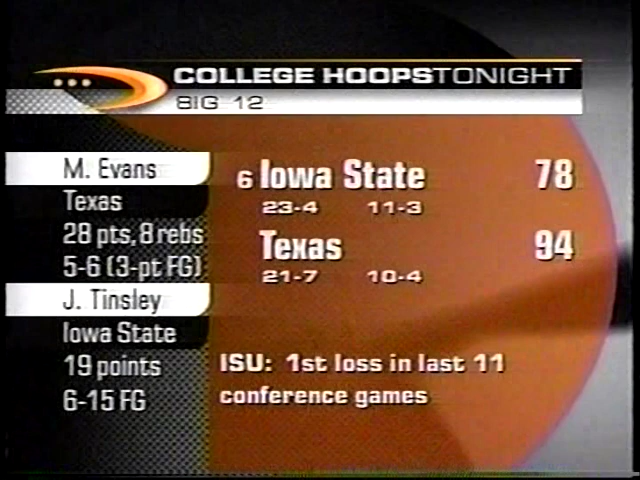 COLLEGE HOOPSTONIGHT
BIG 12
M. Evans
Texas
28 pts, 8 rebs
5-6 (3-pt FG)
J. Tinsley
Iowa State
19 points
6-15 FG
6 Iowa State 78
23-4 11-3
Texas 94
21-7 10-4
ISU: 1st loss in last 11
conference games